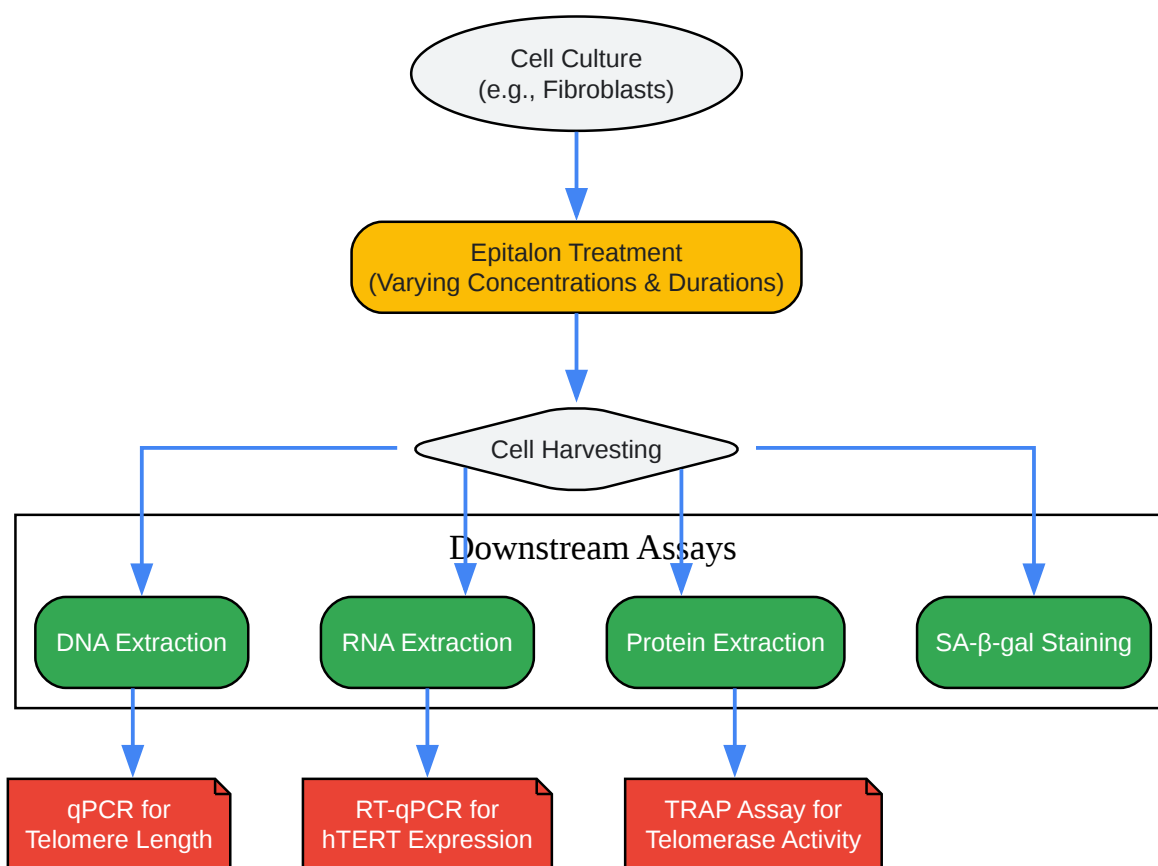 Cell Culture
(e.g., Fibroblasts)
Epitalon Treatment
(Varying Concentrations & Durations)
Cell Harvesting
Downstream Assays
DNA Extraction
RNA Extraction
Protein Extraction
SA-β-gal Staining
qPCR for
Telomere Length
RT-qPCR for
hTERT Expression
TRAP Assay for
Telomerase Activity